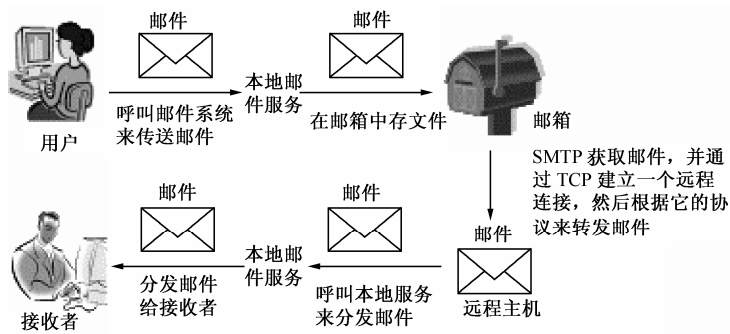 邮件
邮件
本地邮
件服务
呼叫邮件系统
来传送邮件
在邮箱中存文件
用户
邮箱
SMTP 获取邮件，并通
过 TCP 建立一个远程
连接，然后根据它的协
议来转发邮件
邮件
邮件
邮件
本地邮
件服务
分发邮件
给接收者
呼叫本地服务
来分发邮件
远程主机
接收者